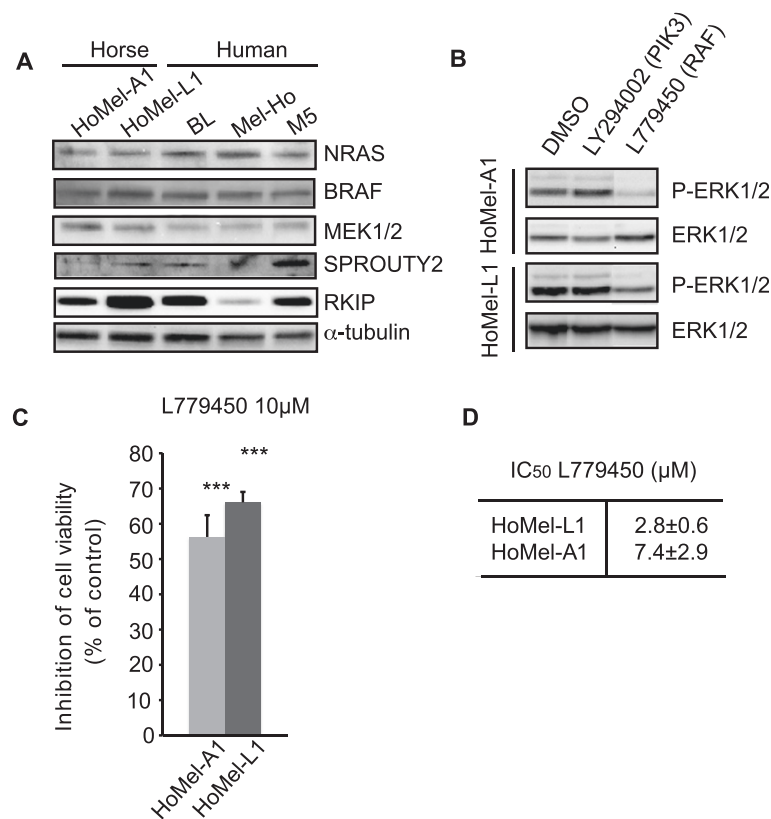 A
Horse
Human
HoMel-A1
HoMel-L1
BL
Mel-Ho
M5
NRAS
BRAF
MEK1/2
SPROUTY2
RKIP
α-tubulin
B
DMSO
LY294002 (PIK3)
L779450 (RAF)
HoMel-A1
P-ERK1/2
ERK1/2
HoMel-L1
P-ERK1/2
ERK1/2
C
L779450 10µM
Inhibition of cell viability
(% of control)
80
70
60
50
40
30
20
10
0
***
***
HoMel-A1
HoMel-L1
D
IC50 L779450 (µM)
HoMel-L1 2.8±0.6
HoMel-A1 7.4±2.9